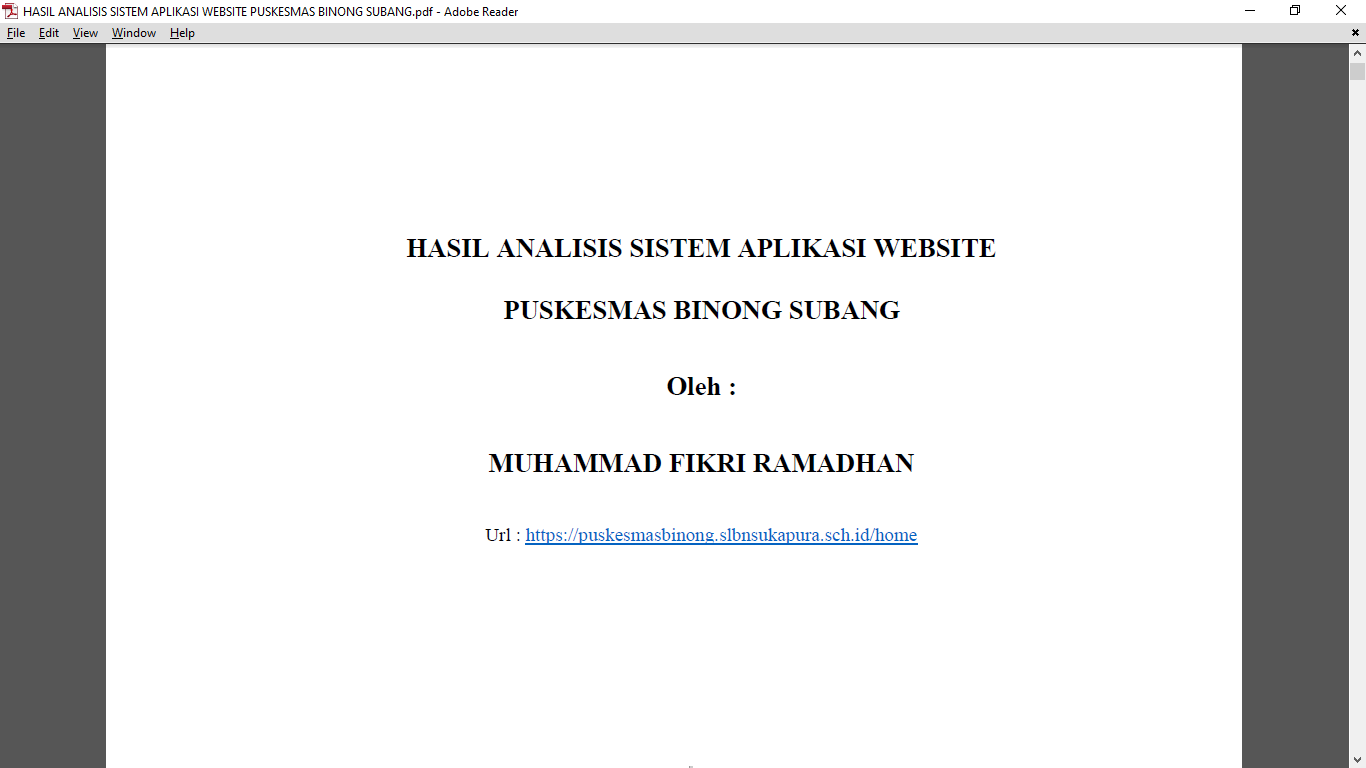 HASIL ANALISIS SISTEM APLIKASI WEBSITE PUSKESMAS BINONG SUBANG.pdf - Adobe Reader
File Edit View Window Help
HASIL ANALISIS SISTEM APLIKASI WEBSITE
PUSKESMAS BINONG SUBANG
Oleh :
MUHAMMAD FIKRI RAMADHAN
Url : https://puskesmasbinong.slbnsukapura.sch.id/home